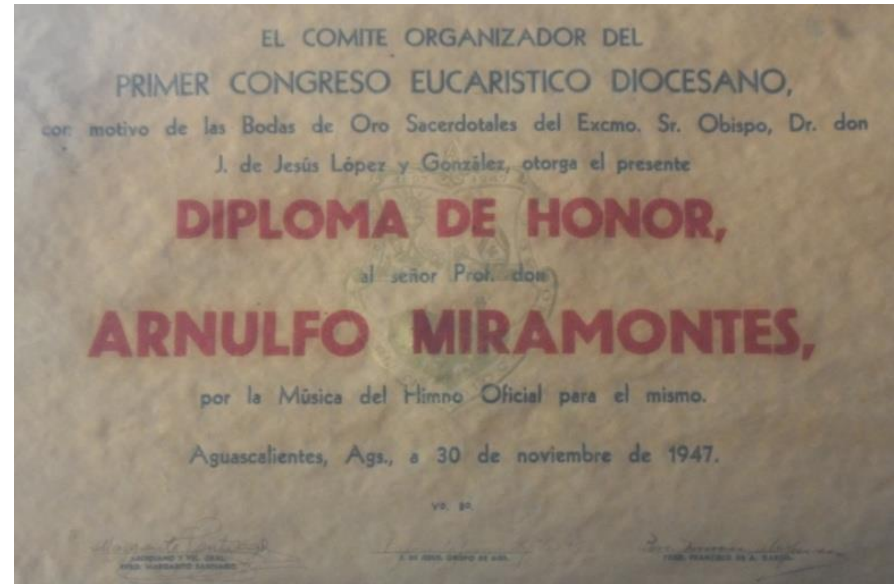 EL COMITE ORGANIZADOR DEL
PRIMER CONGRESO EUCARISTICO DIOCESANO,
con motivo de las Bodas de Oro Sacerdotales del Excmo. Sr. Obispo, Dr. don
J. de Jesús López y González, otorga el presente
DIPLOMA DE HONOR,
al señor Prof. don
ARNULFO MIRAMONTES,
por la Música del Himno Oficial para el mismo.
Aguascalientes, Ags., a 30 de noviembre de 1947.
VO. BO.